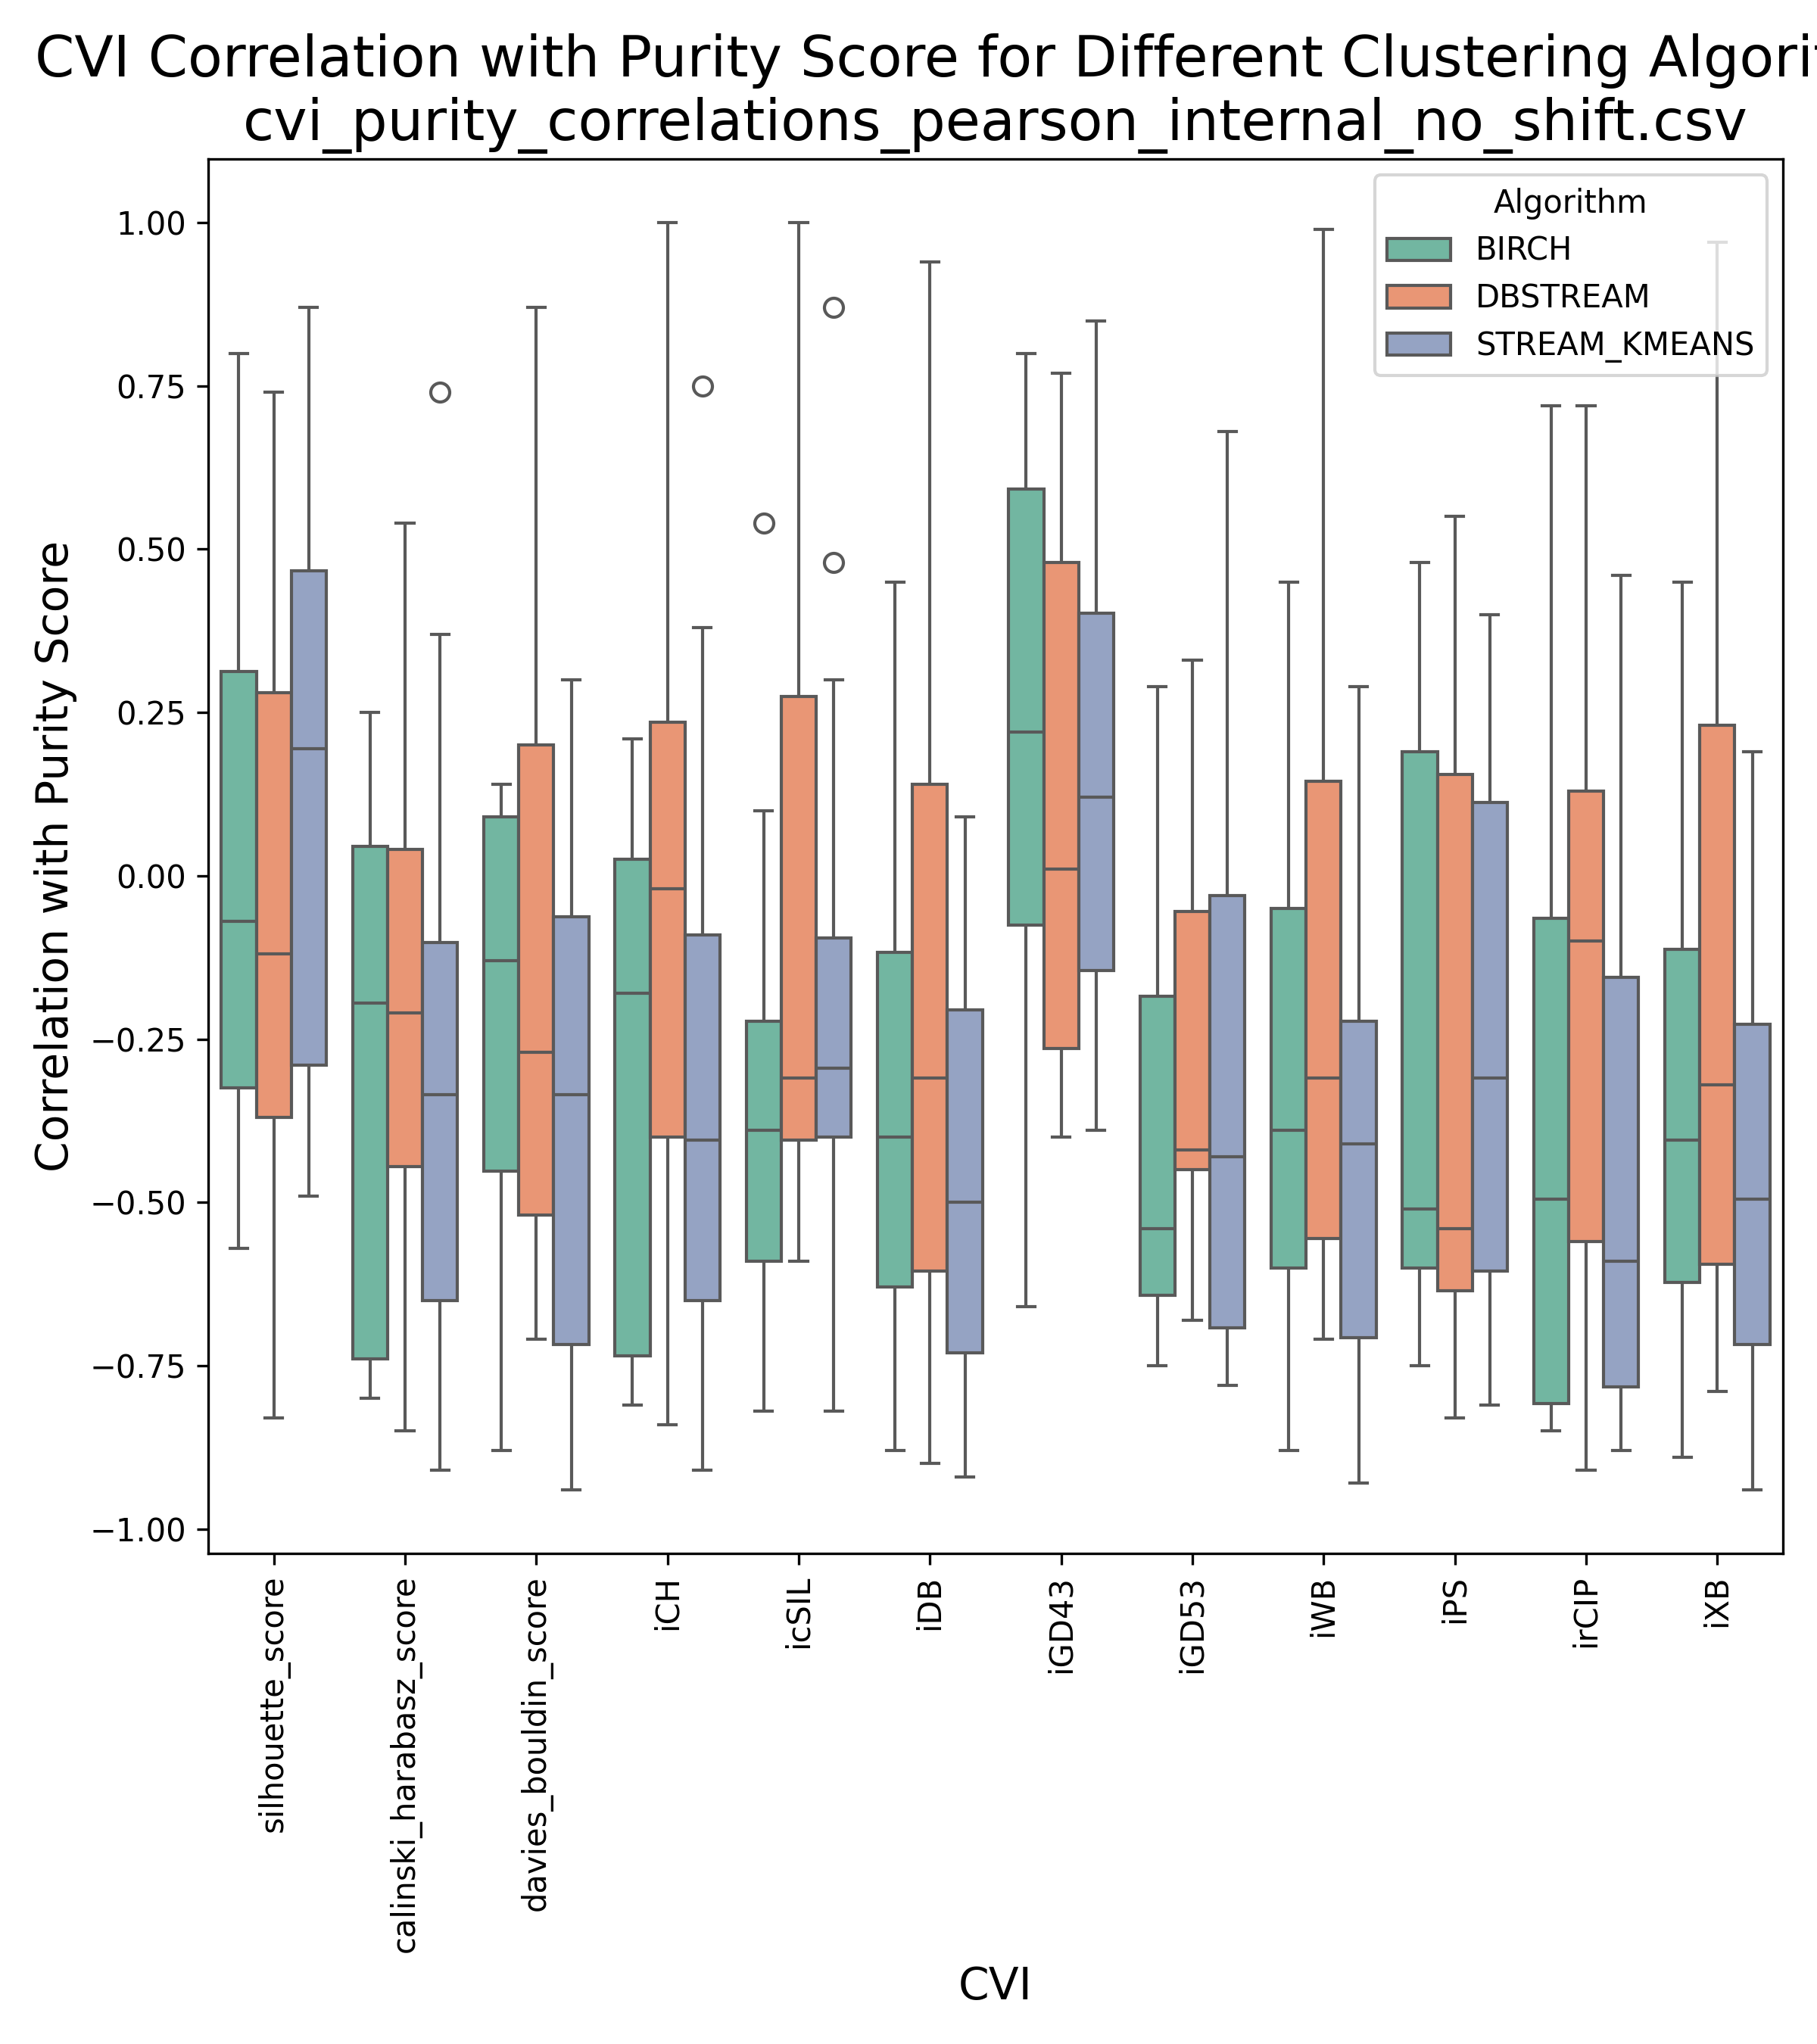 CVI Correlation with Purity Score for Different Clustering Algori
cvi_purity_correlations_pearson_internal_no_shift.csv
Algorithm
BIRCH
DBSTREAM
STREAM_KMEANS
Correlation with Purity Score
1.00
0.75
0.50
0.25
0.00
−0.25
−0.50
−0.75
−1.00
silhouette_score
calinski_harabasz_score
davies_bouldin_score
iCH
icSIL
iDB
iGD43
iGD53
iWB
iPS
irCIP
iXB
CVI